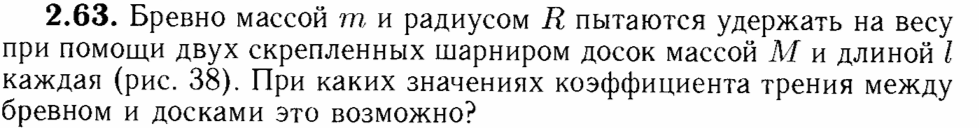 2.63. Бревно массой m и радиусом R пытаются удержать на весу
при помощи двух скрепленных шарниром досок массой M и длиной l
каждая (рис. 38). При каких значениях коэффициента трения между
бревном и досками это возможно?